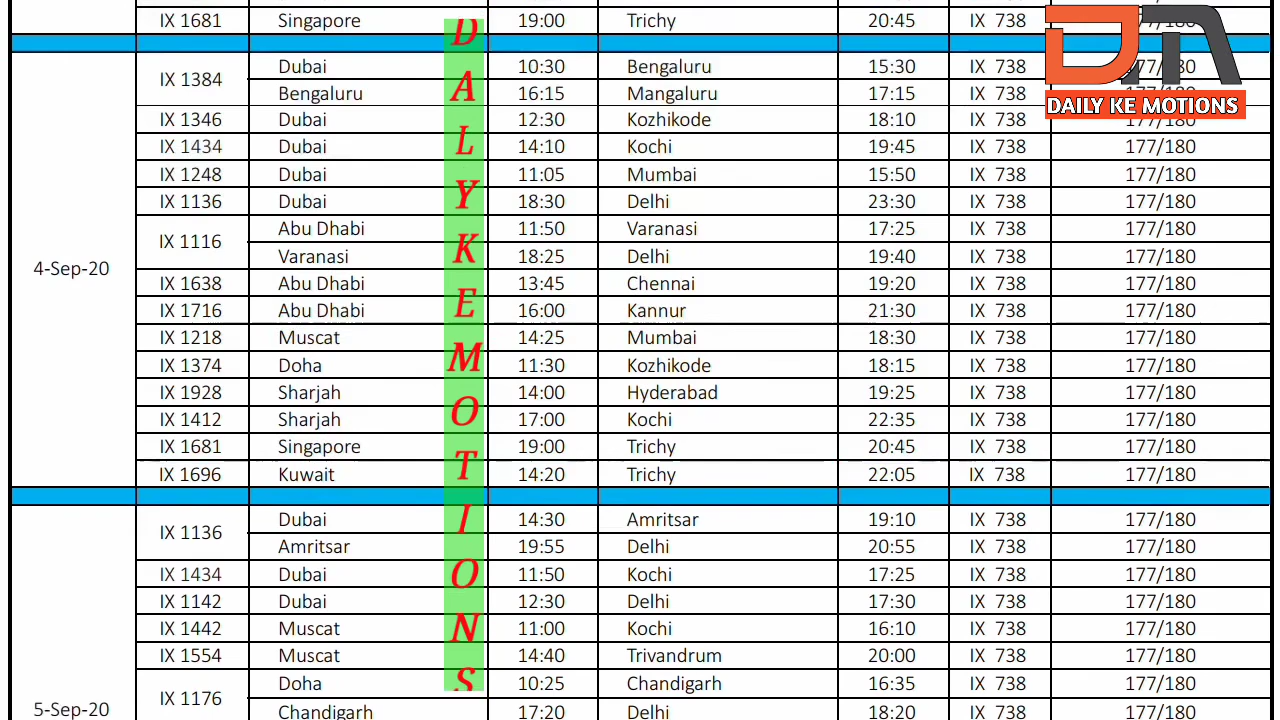 IX 1681 Singapore 19:00 Trichy 20:45 IX 738 177/180
IX 1384 Dubai 10:30 Bengaluru 15:30 IX 738
Bengaluru 16:15 Mangaluru 17:15 IX 738
IX 1346 Dubai 12:30 Kozhikode 18:10 IX 738 177/180
IX 1434 Dubai 14:10 Kochi 19:45 IX 738 177/180
IX 1248 Dubai 11:05 Mumbai 15:50 IX 738 177/180
IX 1136 Dubai 18:30 Delhi 23:30 IX 738 177/180
IX 1116 Abu Dhabi 11:50 Varanasi 17:25 IX 738 177/180
Varanasi 18:25 Delhi 19:40 IX 738 177/180
4-Sep-20
IX 1638 Abu Dhabi 13:45 Chennai 19:20 IX 738 177/180
IX 1716 Abu Dhabi 16:00 Kannur 21:30 IX 738 177/180
IX 1218 Muscat 14:25 Mumbai 18:30 IX 738 177/180
IX 1374 Doha 11:30 Kozhikode 18:15 IX 738 177/180
IX 1928 Sharjah 14:00 Hyderabad 19:25 IX 738 177/180
IX 1412 Sharjah 17:00 Kochi 22:35 IX 738 177/180
IX 1681 Singapore 19:00 Trichy 20:45 IX 738 177/180
IX 1696 Kuwait 14:20 Trichy 22:05 IX 738 177/180
IX 1136 Dubai 14:30 Amritsar 19:10 IX 738 177/180
Amritsar 19:55 Delhi 20:55 IX 738 177/180
IX 1434 Dubai 11:50 Kochi 17:25 IX 738 177/180
IX 1142 Dubai 12:30 Delhi 17:30 IX 738 177/180
IX 1442 Muscat 11:00 Kochi 16:10 IX 738 177/180
IX 1554 Muscat 14:40 Trivandrum 20:00 IX 738 177/180
IX 1176 Doha 10:25 Chandigarh 16:35 IX 738 177/180
5-Sep-20 Chandigarh 17:20 Delhi 18:20 IX 738 177/180
DM
DAILY KE MOTIONS
DALYKEMOTIONS